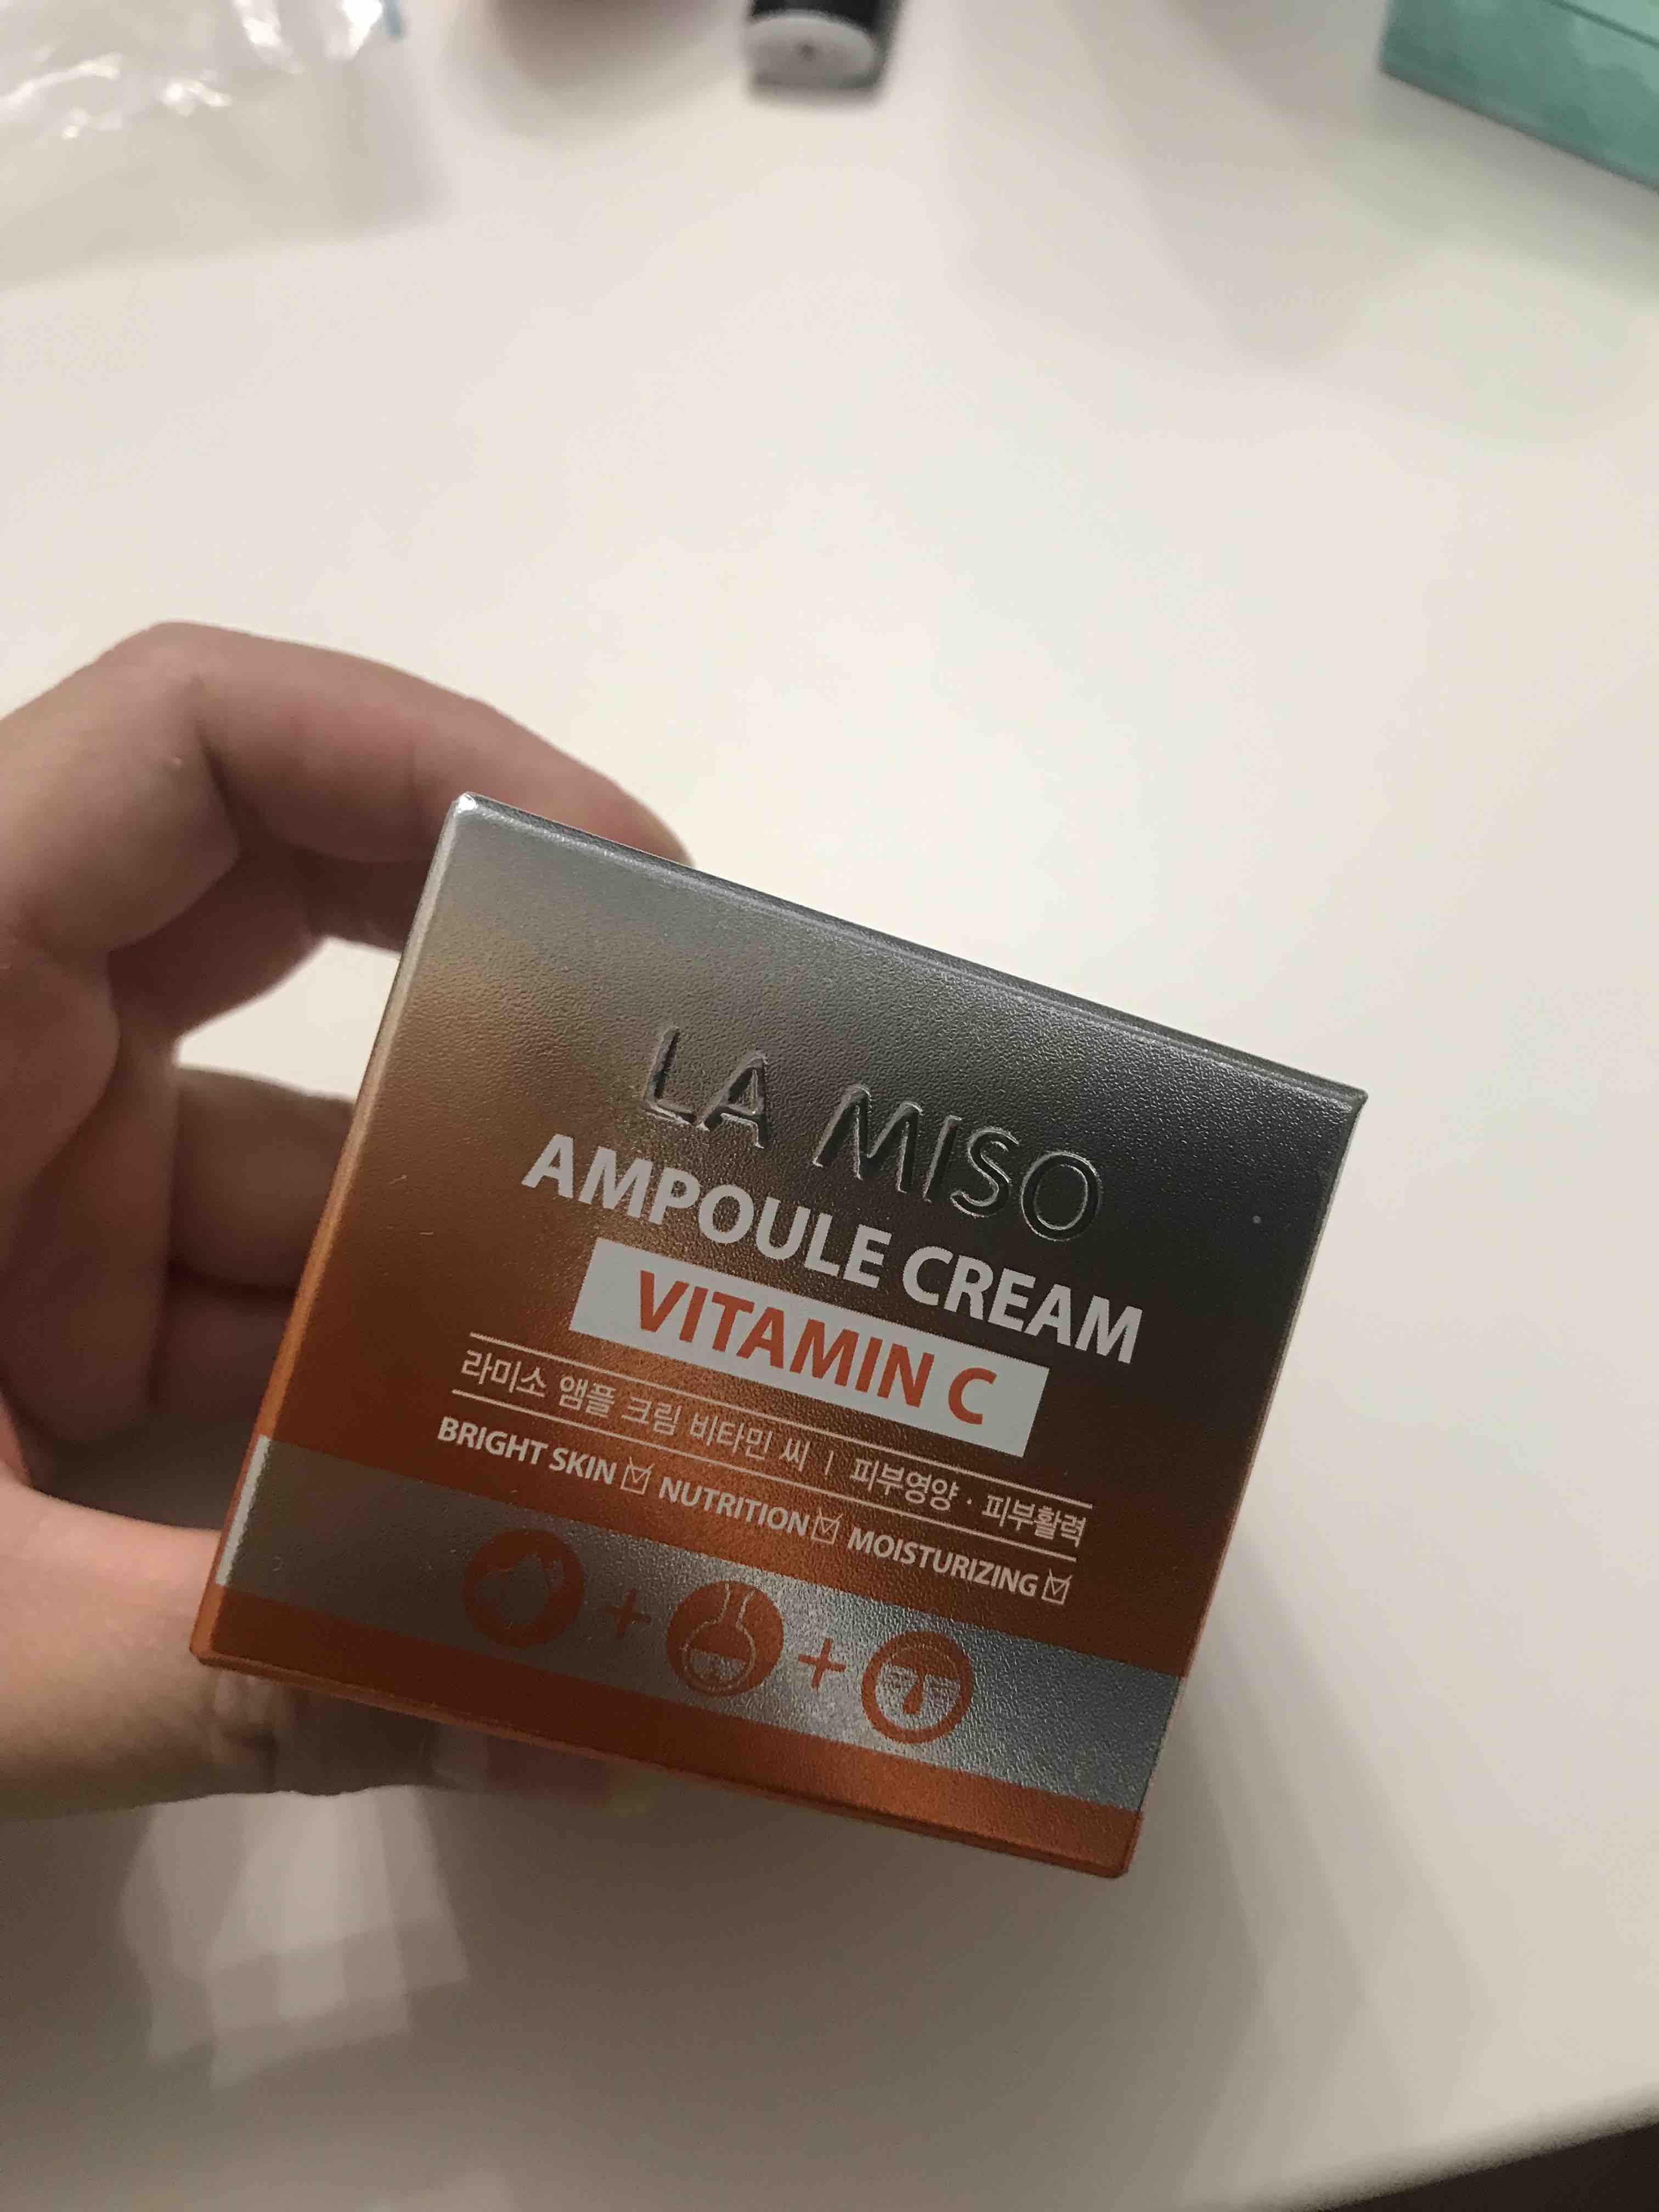 LA MISO
AMPOULE CREAM
VITAMIN C
라미소 앰플 크림 비타민 씨 | 피부영양 · 피부활력
BRIGHT SKIN ☑ NUTRITION ☑ MOISTURIZING ☑